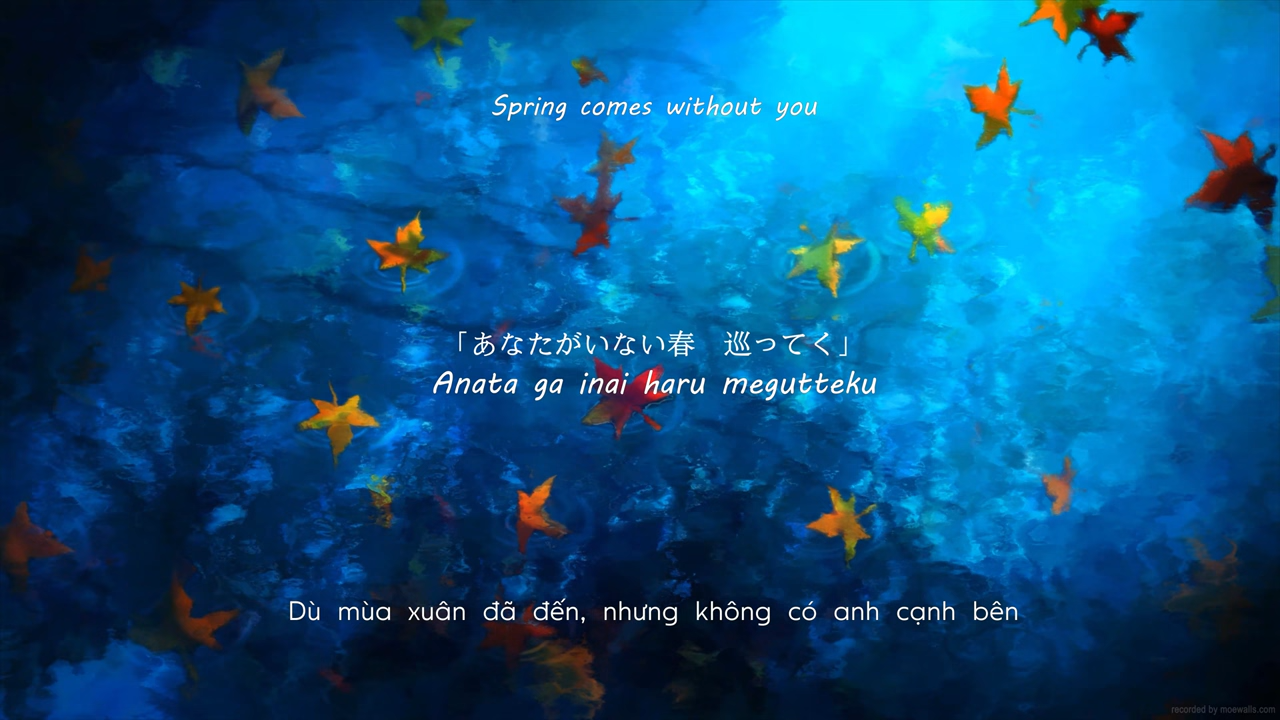 Spring comes without you
「あなたがいない春　巡ってく」
Anata ga inai haru megutteku
Dù mùa xuân đã đến, nhưng không có anh cạnh bên
recorded by moewalls.com